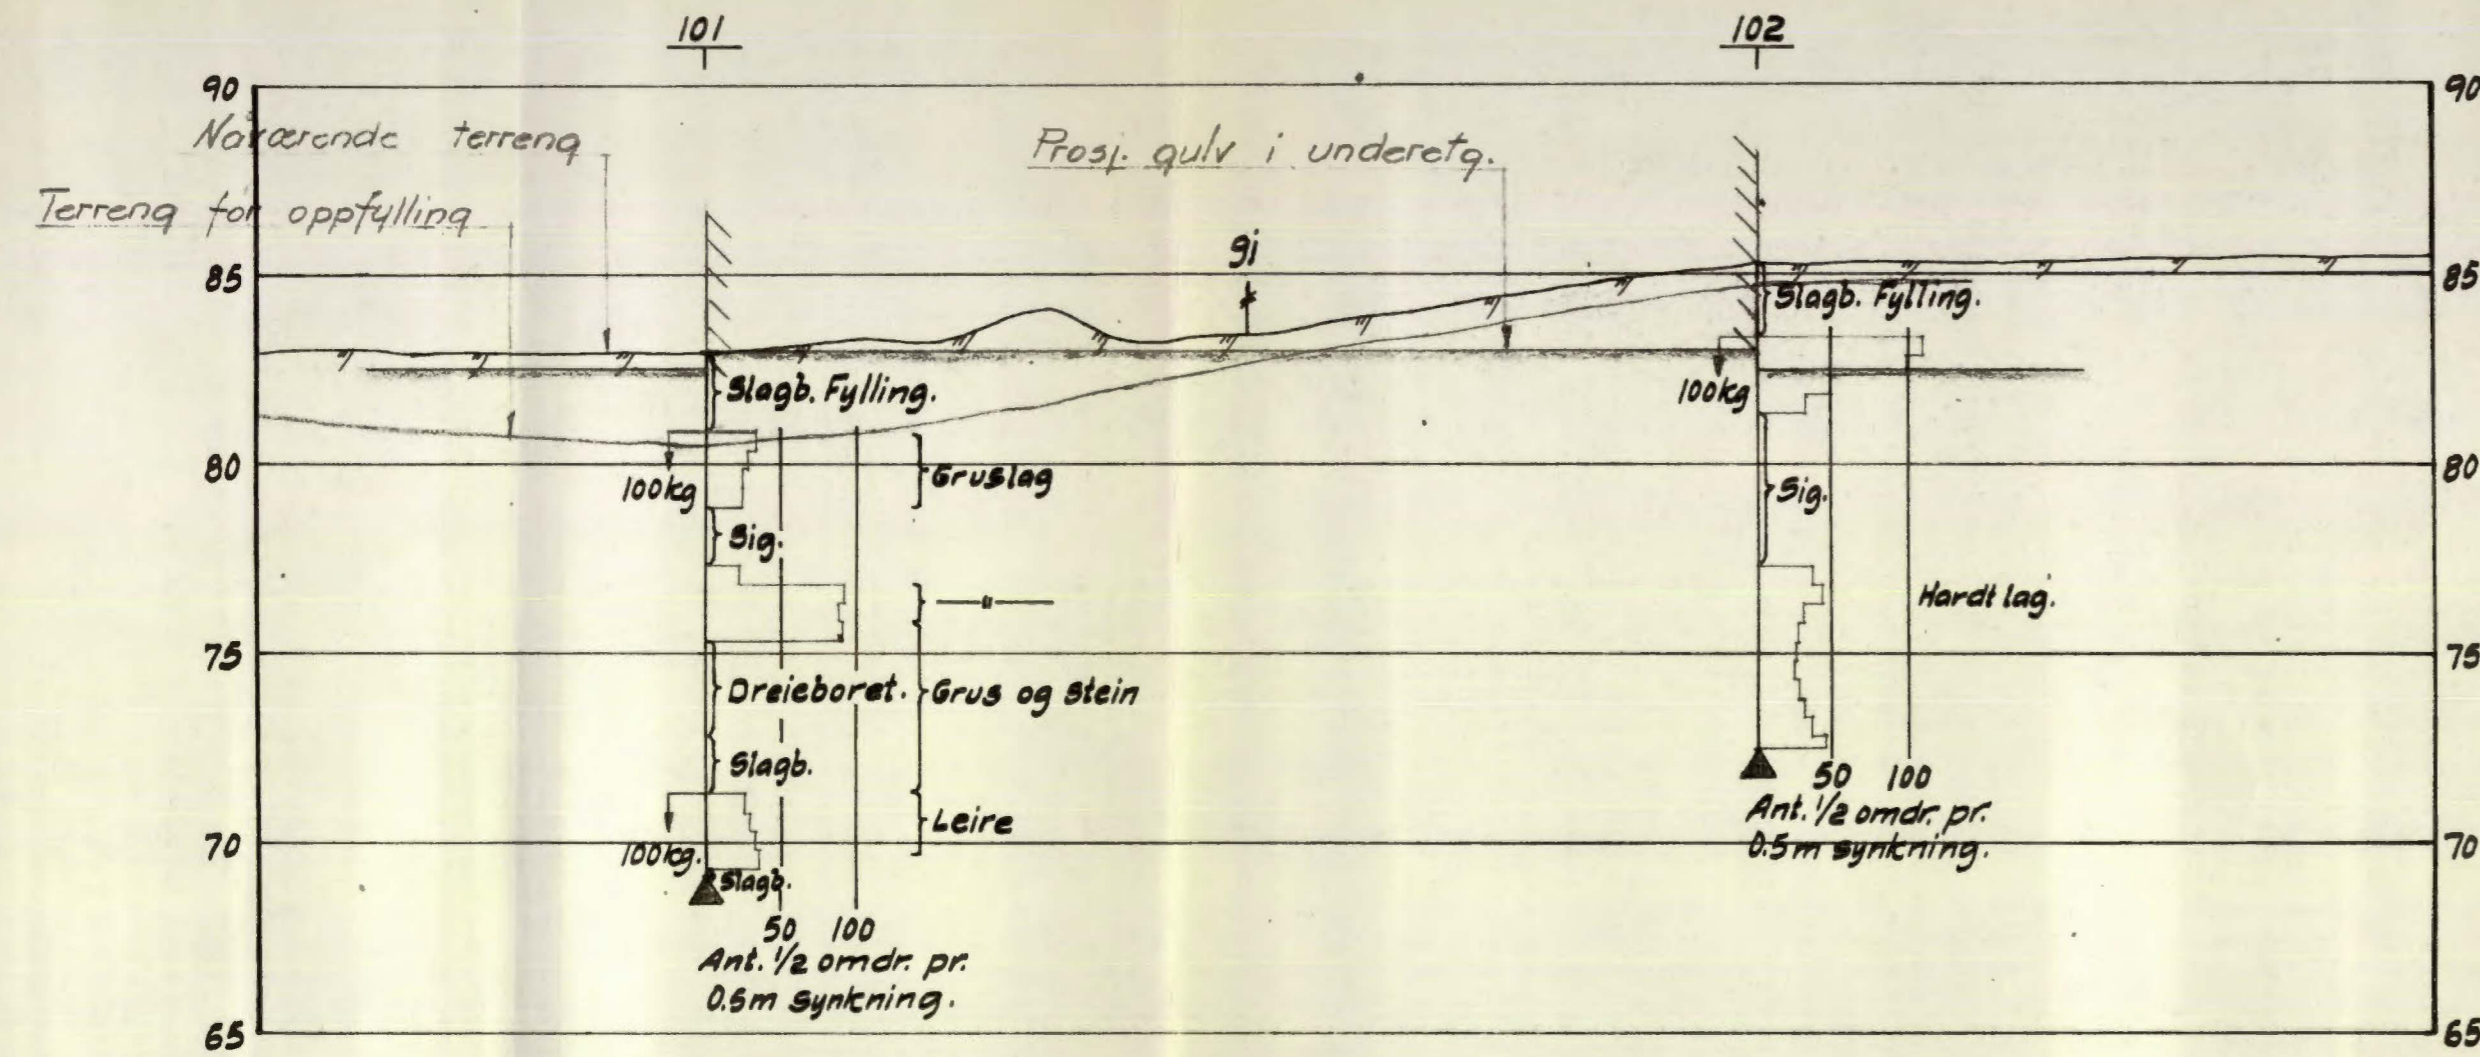 101
102
90
90
Nåværende terreng
Prosj. gulv i underetg.
Terreng før oppfylling
gi
85
85
Slagb. Fylling.
Slagb. Fylling.
100kg
80
80
100kg
Gruslag
Sig.
Sig.
— " —
Hardt lag.
75
75
Dreieboret.
Grus og stein
Slagb.
50 100
Ant. 1/2 omdr. pr.
0.5m synkning.
Leire
70
70
100kg.
Slagb.
50 100
Ant. 1/2 omdr. pr.
0.5m synkning.
65
65